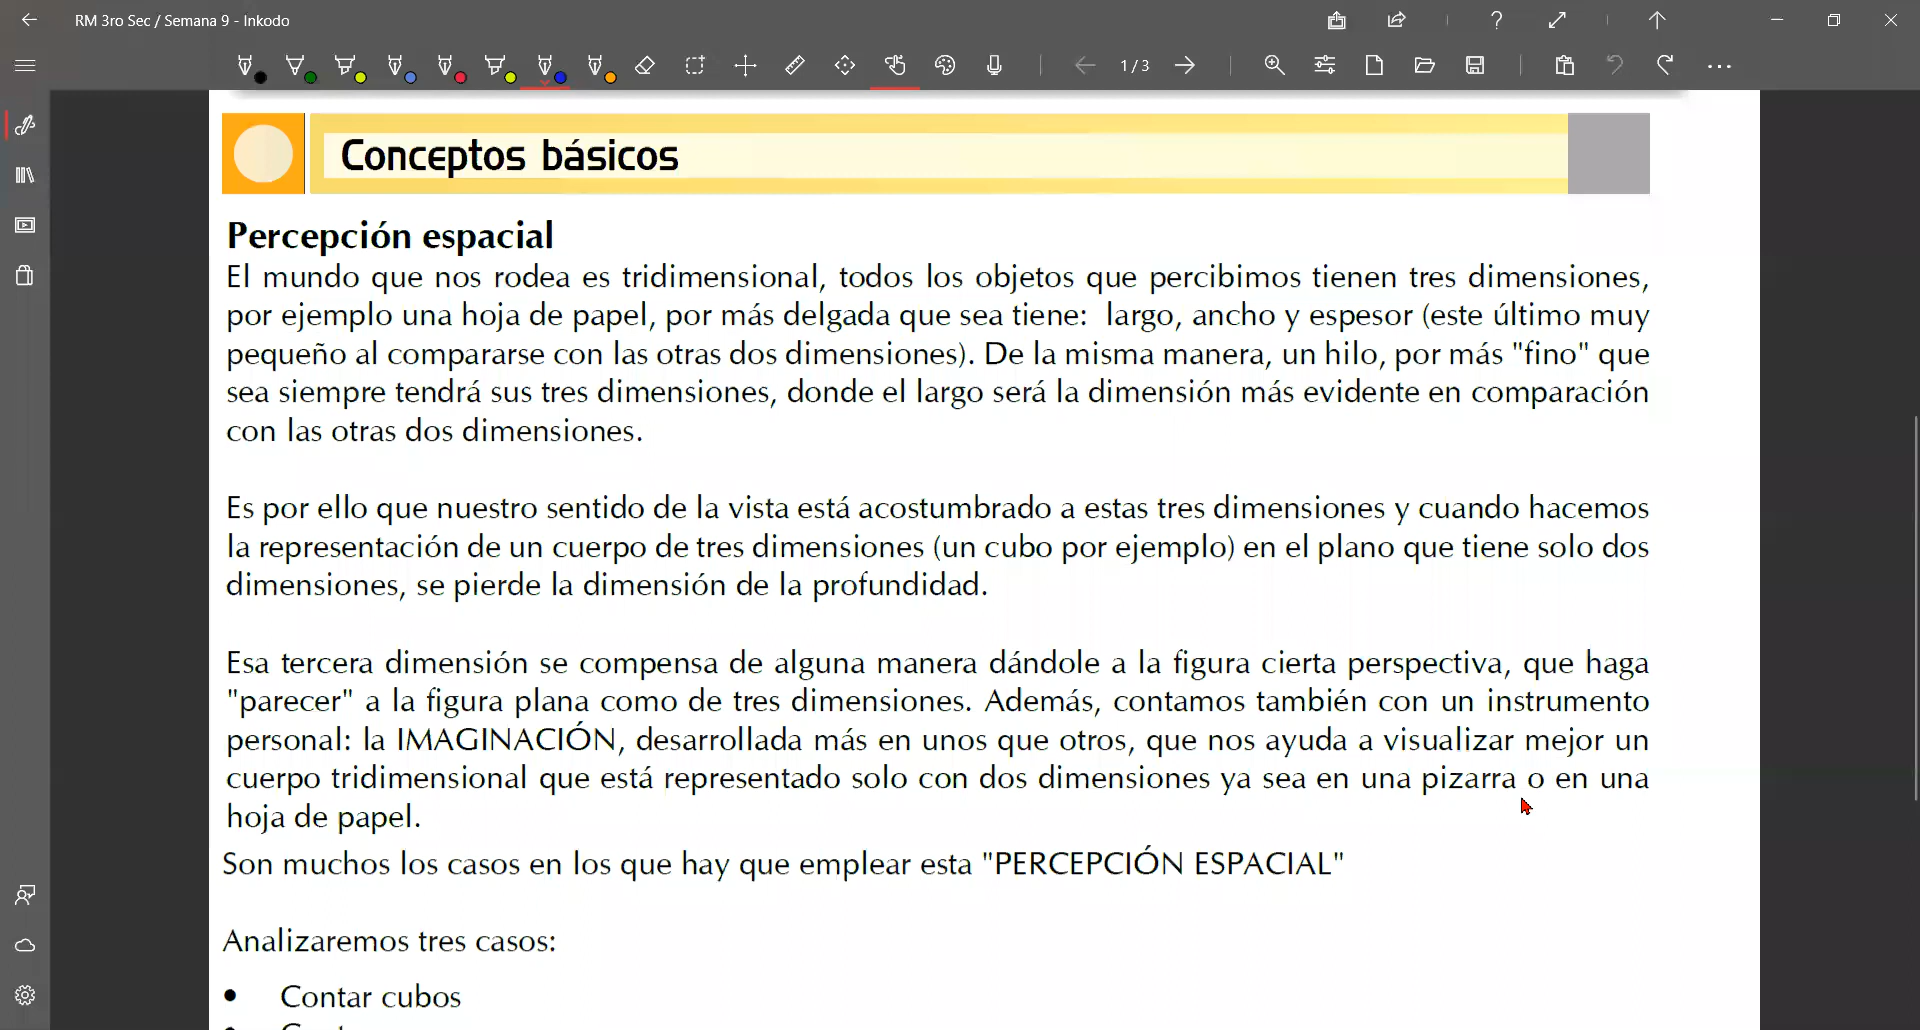 RM 3ro Sec / Semana 9 - Inkodo
1 / 3
Conceptos básicos
Percepción espacial
El mundo que nos rodea es tridimensional, todos los objetos que percibimos tienen tres dimensiones,
por ejemplo una hoja de papel, por más delgada que sea tiene: largo, ancho y espesor (este último muy
pequeño al compararse con las otras dos dimensiones). De la misma manera, un hilo, por más "fino" que
sea siempre tendrá sus tres dimensiones, donde el largo será la dimensión más evidente en comparación
con las otras dos dimensiones.
Es por ello que nuestro sentido de la vista está acostumbrado a estas tres dimensiones y cuando hacemos
la representación de un cuerpo de tres dimensiones (un cubo por ejemplo) en el plano que tiene solo dos
dimensiones, se pierde la dimensión de la profundidad.
Esa tercera dimensión se compensa de alguna manera dándole a la figura cierta perspectiva, que haga
"parecer" a la figura plana como de tres dimensiones. Además, contamos también con un instrumento
personal: la IMAGINACIÓN, desarrollada más en unos que otros, que nos ayuda a visualizar mejor un
cuerpo tridimensional que está representado solo con dos dimensiones ya sea en una pizarra o en una
hoja de papel.
Son muchos los casos en los que hay que emplear esta "PERCEPCIÓN ESPACIAL"
Analizaremos tres casos:
• Contar cubos